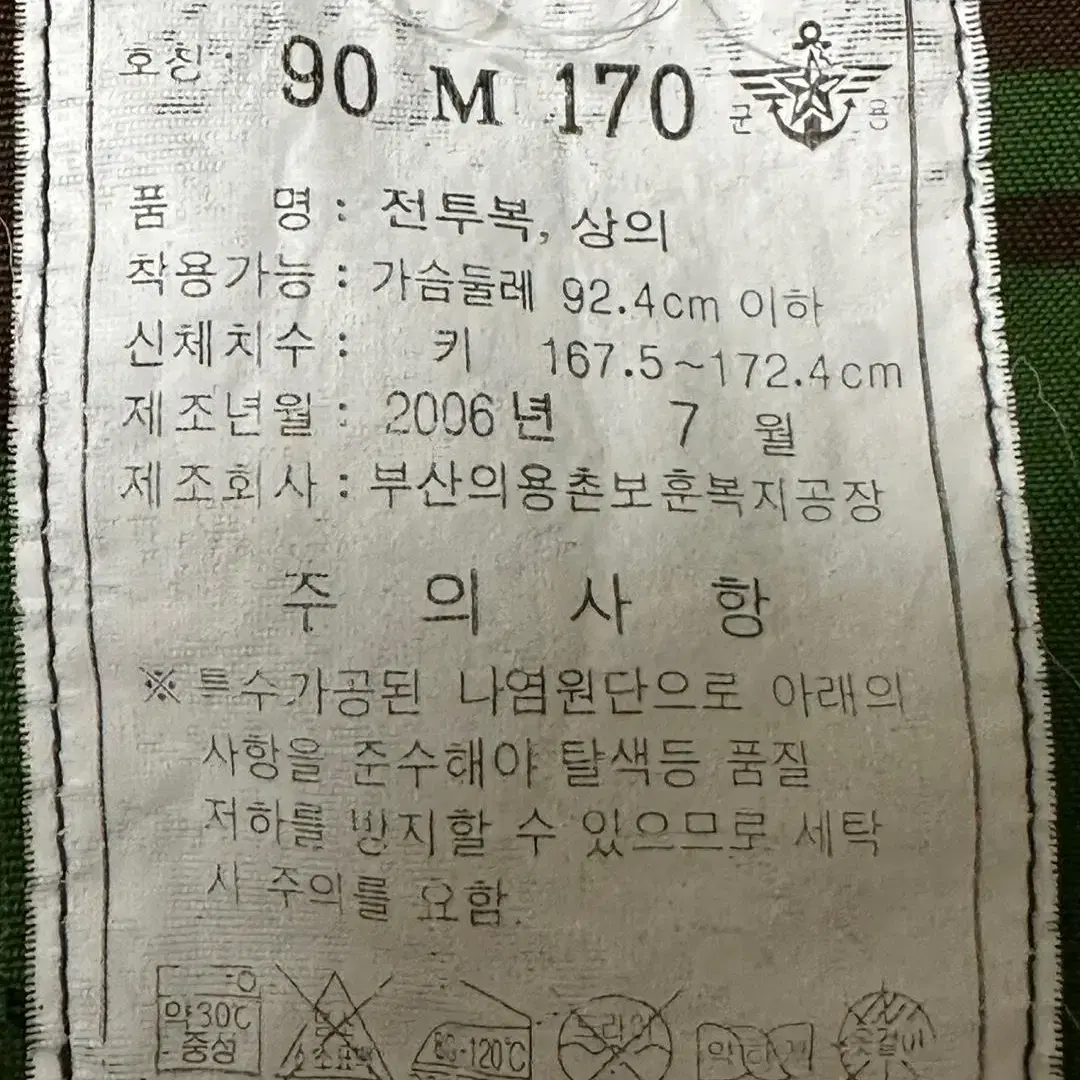 호칭: 90 M 170 군 용
품 명 : 전투복, 상의
착용가능 : 가슴둘레 92.4cm 이하
신체치수 : 키 167.5~172.4cm
제조년월 : 2006년 7 월
제조회사 : 부산의용촌보훈복지공장
주 의 사 항
※ 특수가공된 나염원단으로 아래의
사항을 준수해야 탈색등 품질
저하를 방지할 수 있으므로 세탁
시 주의를 요함.
약30℃ 80-120℃ 드라이 약하게
중성